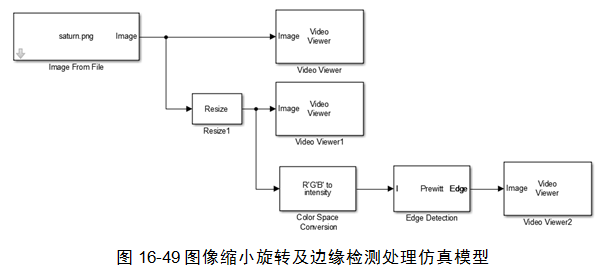 saturn.png Image
Image From File
Image Video Viewer
Video Viewer
Resize
Resize1
Image Video Viewer
Video Viewer1
R'G'B' to intensity
Color Space Conversion
I Prewitt Edge
Edge Detection
Image Video Viewer
Video Viewer2
图 16-49 图像缩小旋转及边缘检测处理仿真模型